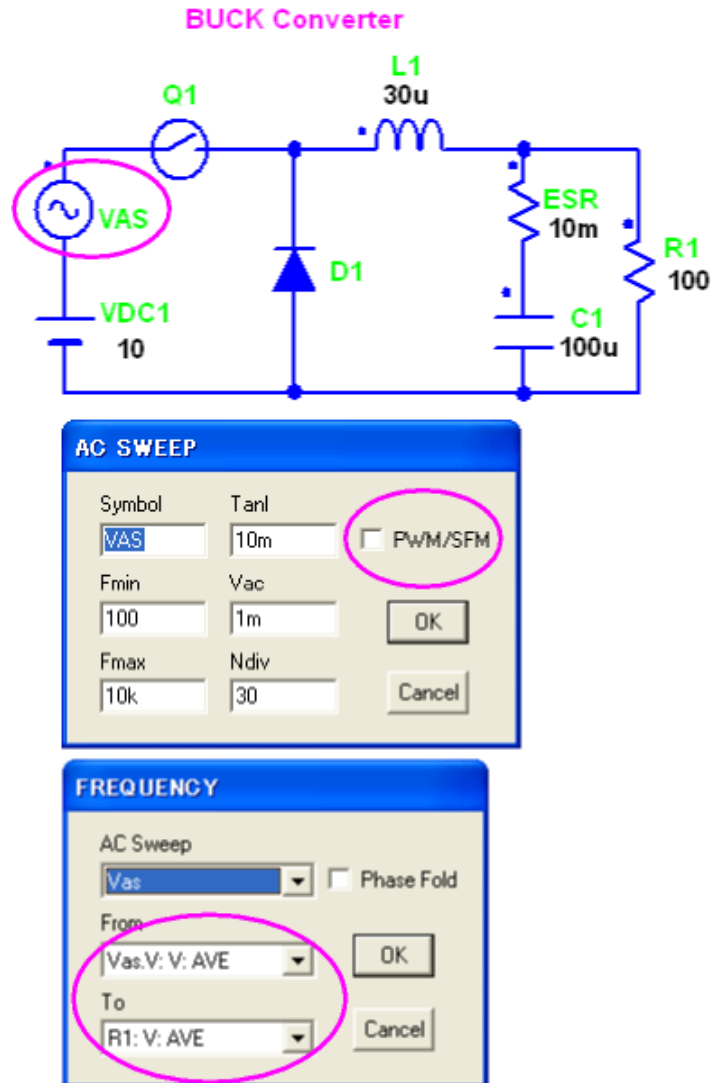 BUCK Converter
L1
30u
Q1
VAS
ESR
10m
R1
100
D1
VDC1
10
C1
100u
AC SWEEP
Symbol Tanl
VAS 10m PWM/SFM
Fmin Vac
100 1m OK
Fmax Ndiv
10k 30 Cancel
FREQUENCY
AC Sweep
Vas Phase Fold
From
Vas.V: V: AVE OK
To
R1: V: AVE Cancel